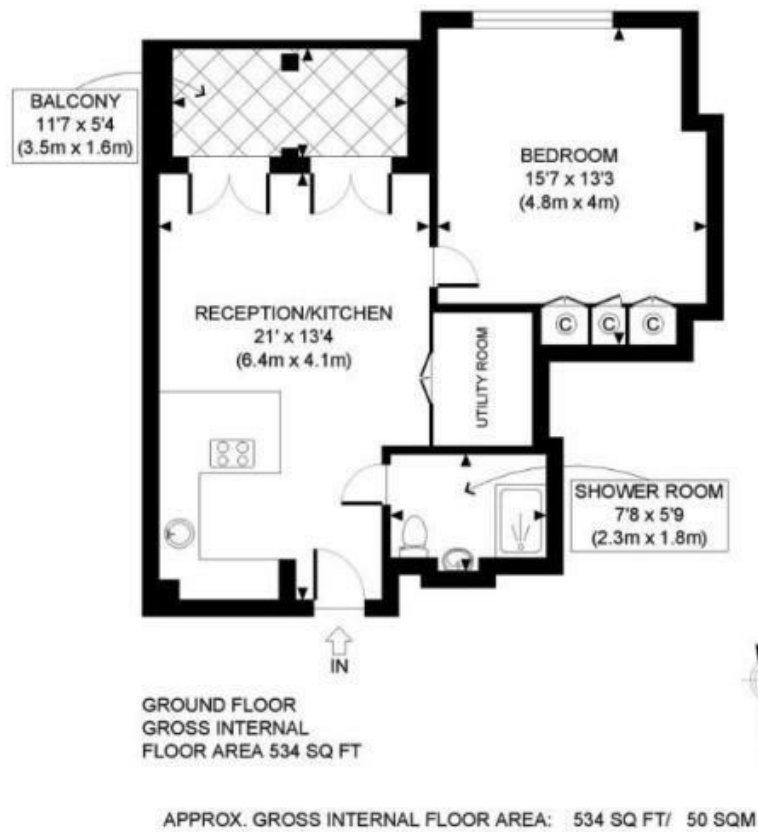 BALCONY
11'7 x 5'4
(3.5m x 1.6m)
BEDROOM
15'7 x 13'3
(4.8m x 4m)
RECEPTION/KITCHEN
21' x 13'4
(6.4m x 4.1m)
C C C
UTILITY ROOM
SHOWER ROOM
7'8 x 5'9
(2.3m x 1.8m)
IN
GROUND FLOOR
GROSS INTERNAL
FLOOR AREA 534 SQ FT
APPROX. GROSS INTERNAL FLOOR AREA: 534 SQ FT/ 50 SQM